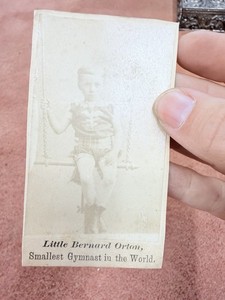 Little Bernard Orton,
Smallest Gymnast in the World.